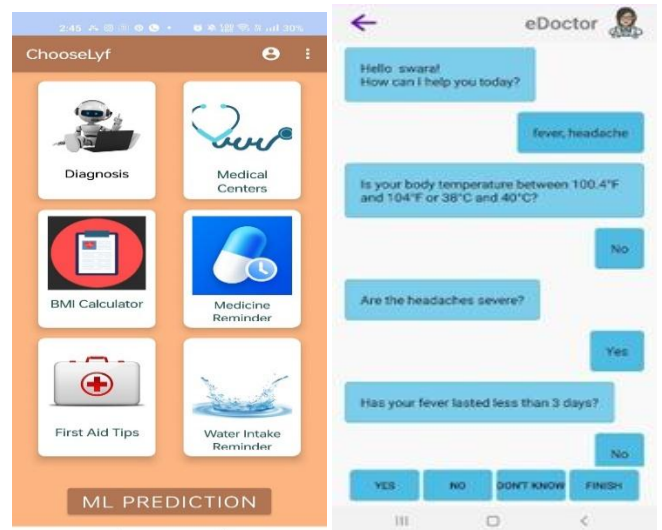 2:45
30%
ChooseLyf
Diagnosis
Medical
Centers
BMI Calculator
Medicine
Reminder
First Aid Tips
Water Intake
Reminder
ML PREDICTION
eDoctor
Hello swara!
How can I help you today?
fever, headache
Is your body temperature between 100.4°F
and 104°F or 38°C and 40°C?
No
Are the headaches severe?
Yes
Has your fever lasted less than 3 days?
No
YES
NO
DON'T KNOW
FINISH